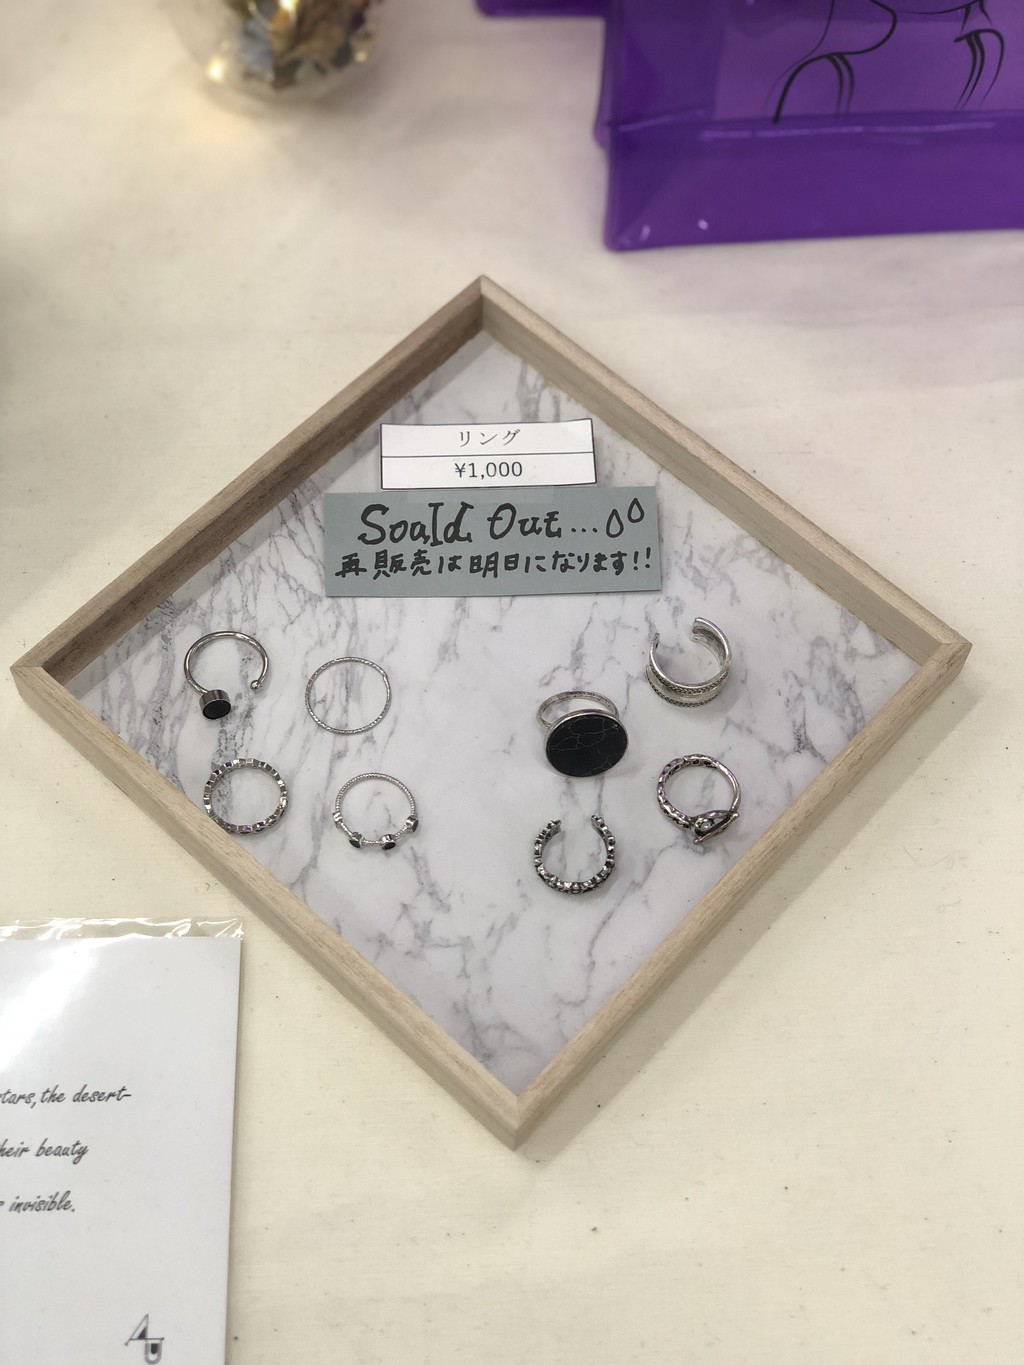 リング
¥1,000
Soald Out...
再販売は明日になります!!
stars, the desert-
heir beauty
invisible.